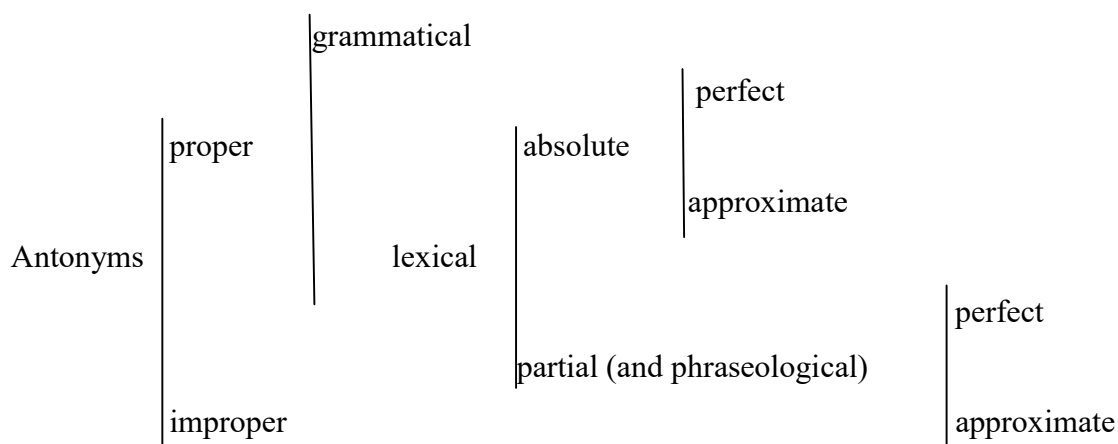 grammatical
perfect
proper absolute
approximate
Antonyms lexical
perfect
partial (and phraseological)
improper approximate